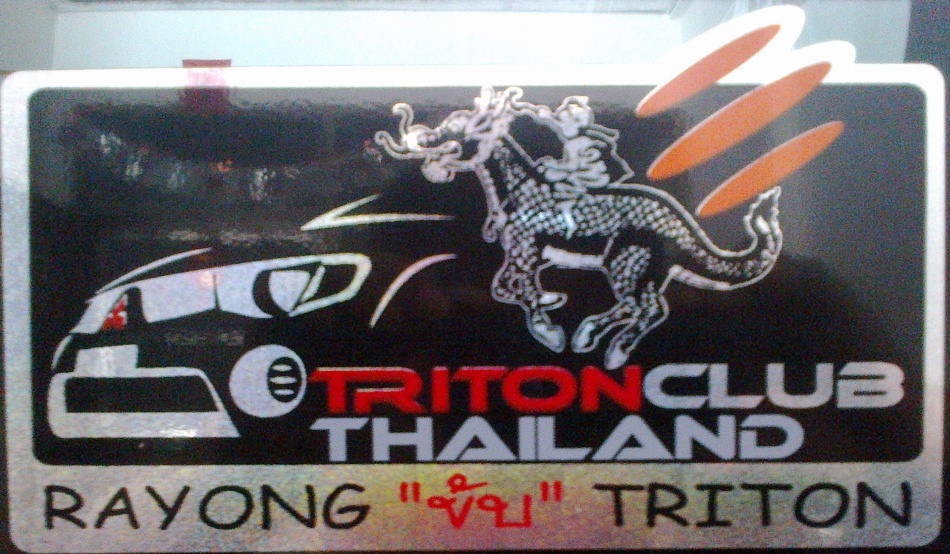 TRITONCLUB
THAILAND
RAYONG "ขับ" TRITON